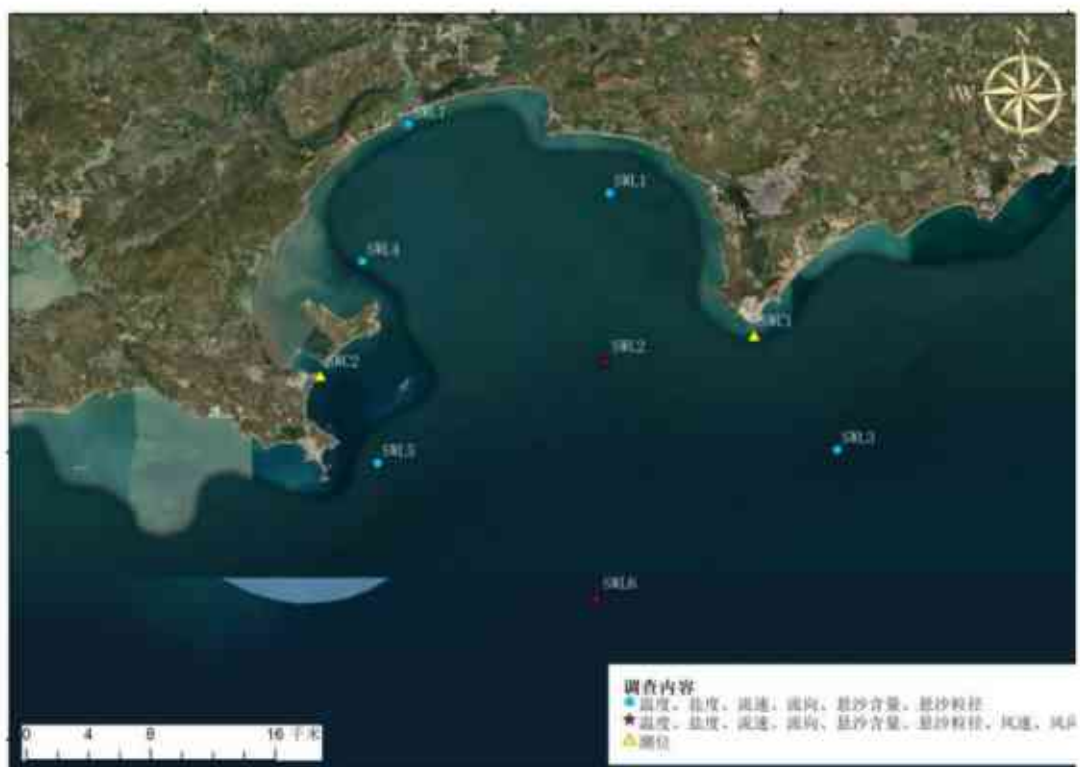 N
W
S
SWL7
SWL1
SWL4
SWC1
SWL2
SWC2
SWL3
SWL5
SWL6
调查内容
温度、盐度、流速、流向、悬沙含量、悬沙粒径
温度、盐度、流速、流向、悬沙含量、悬沙粒径、风速、风向
潮位
0 4 8 16 千米